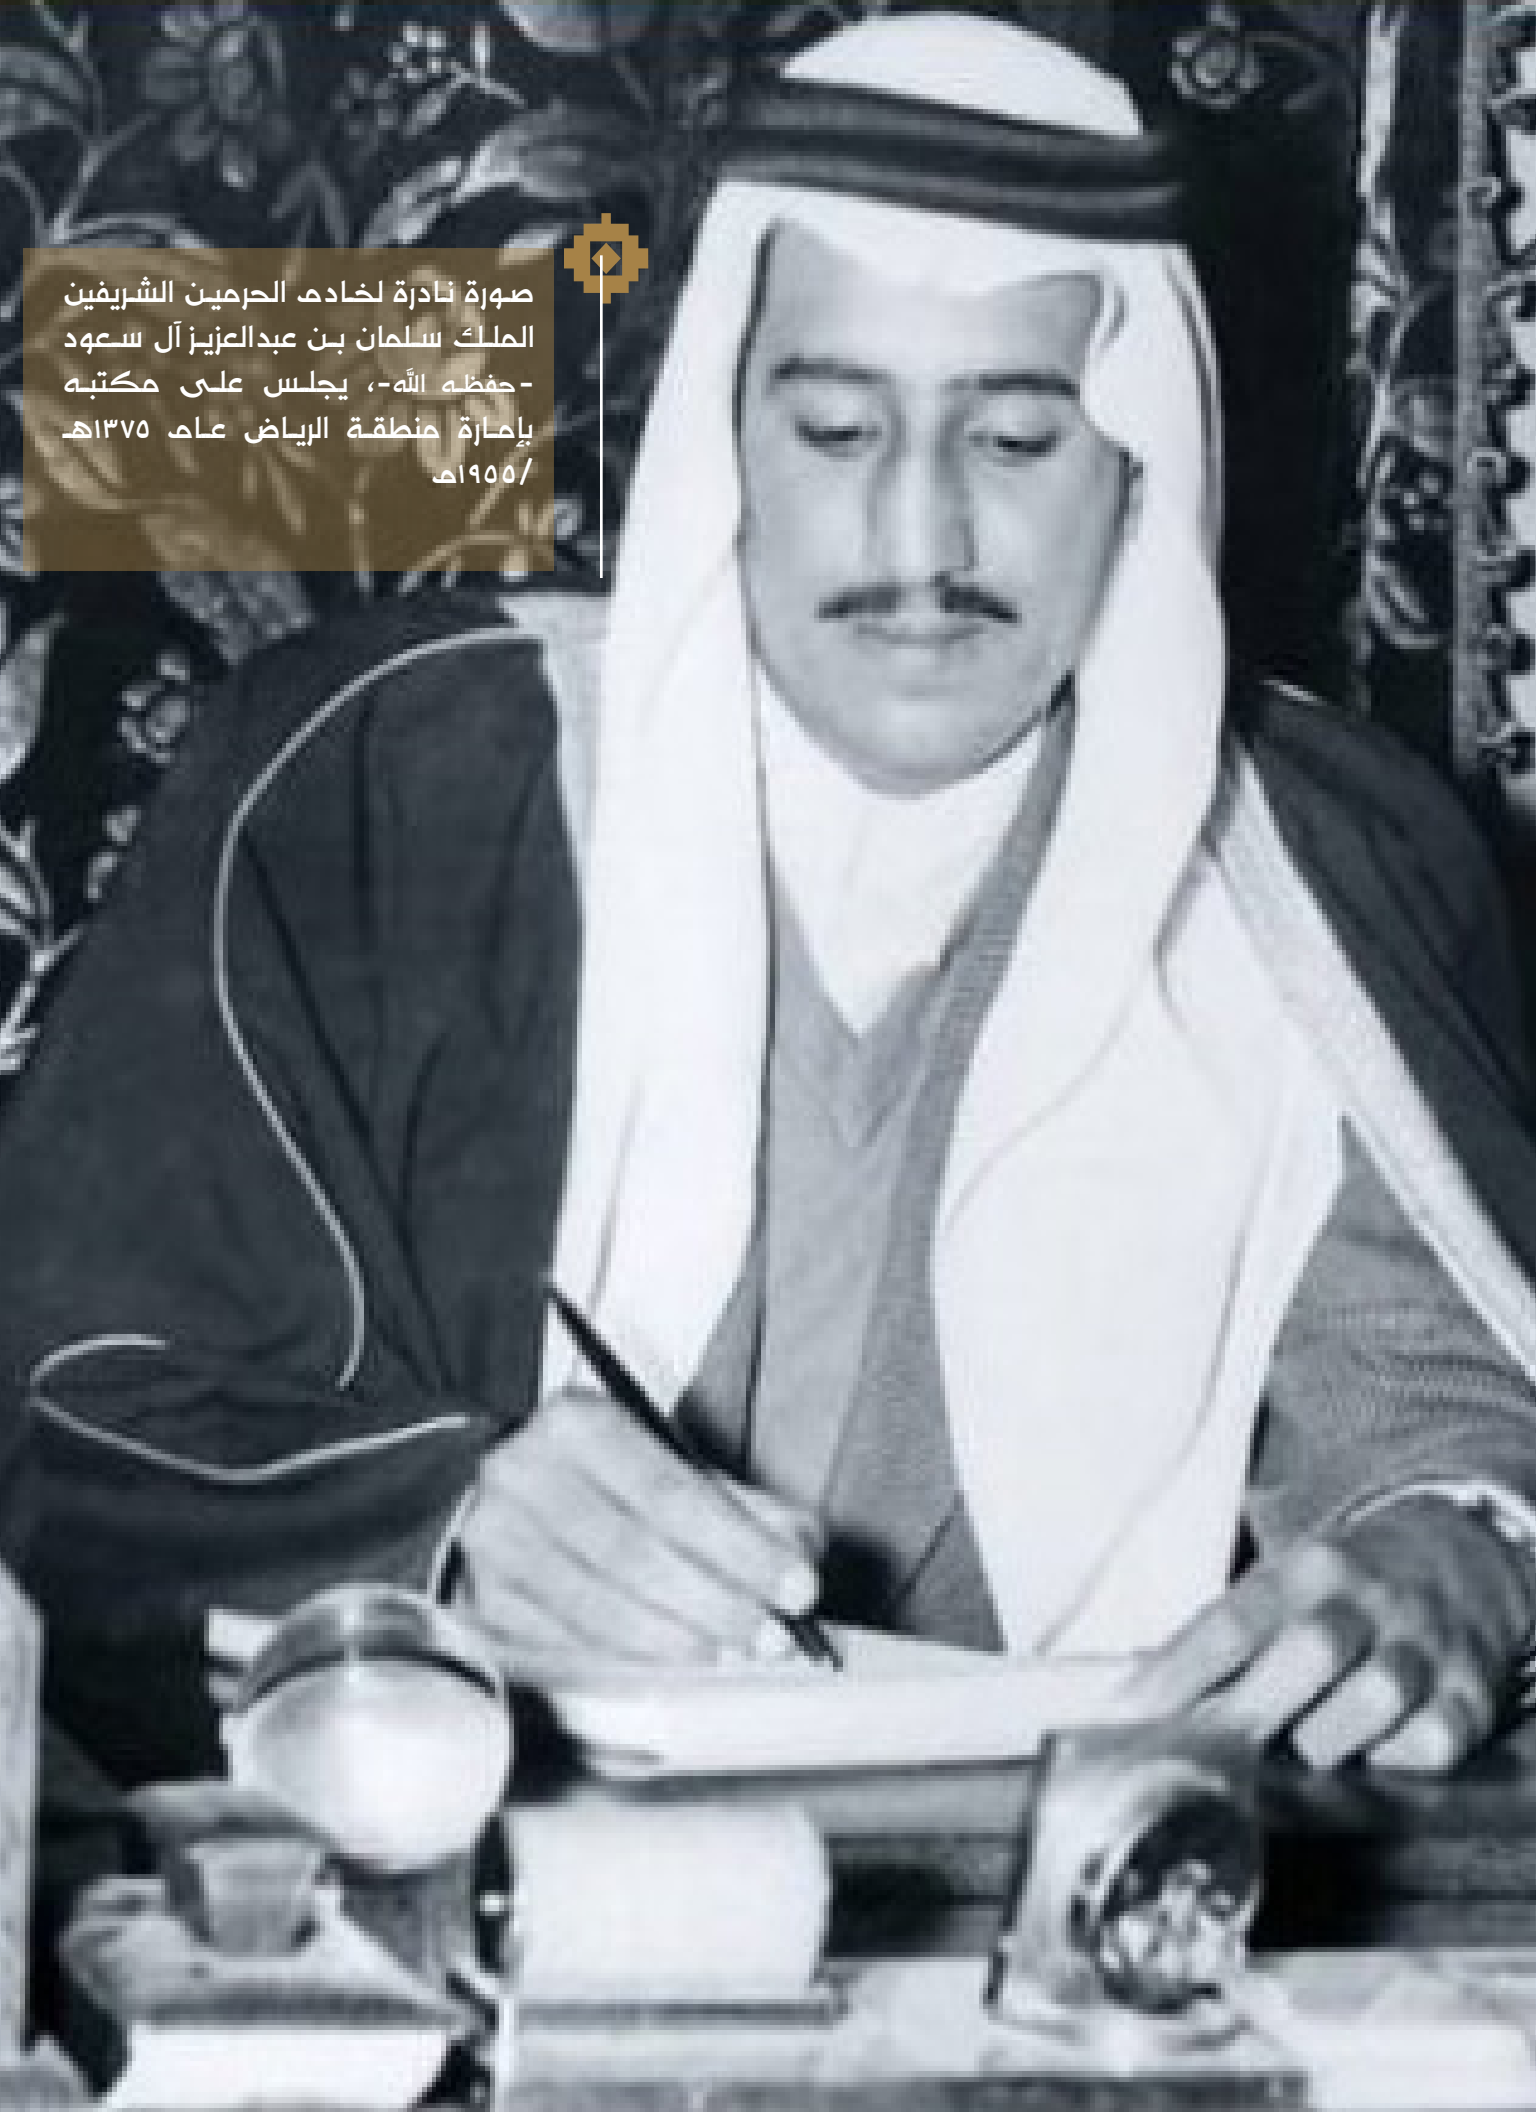 صورة نادرة لخادم الحرمين الشريفين
الملك سلمان بن عبدالعزيز آل سعود
-حفظه الله-، يجلس على مكتبه
بإمارة منطقة الرياض عام ١٣٧٥هـ
/١٩٥٥م